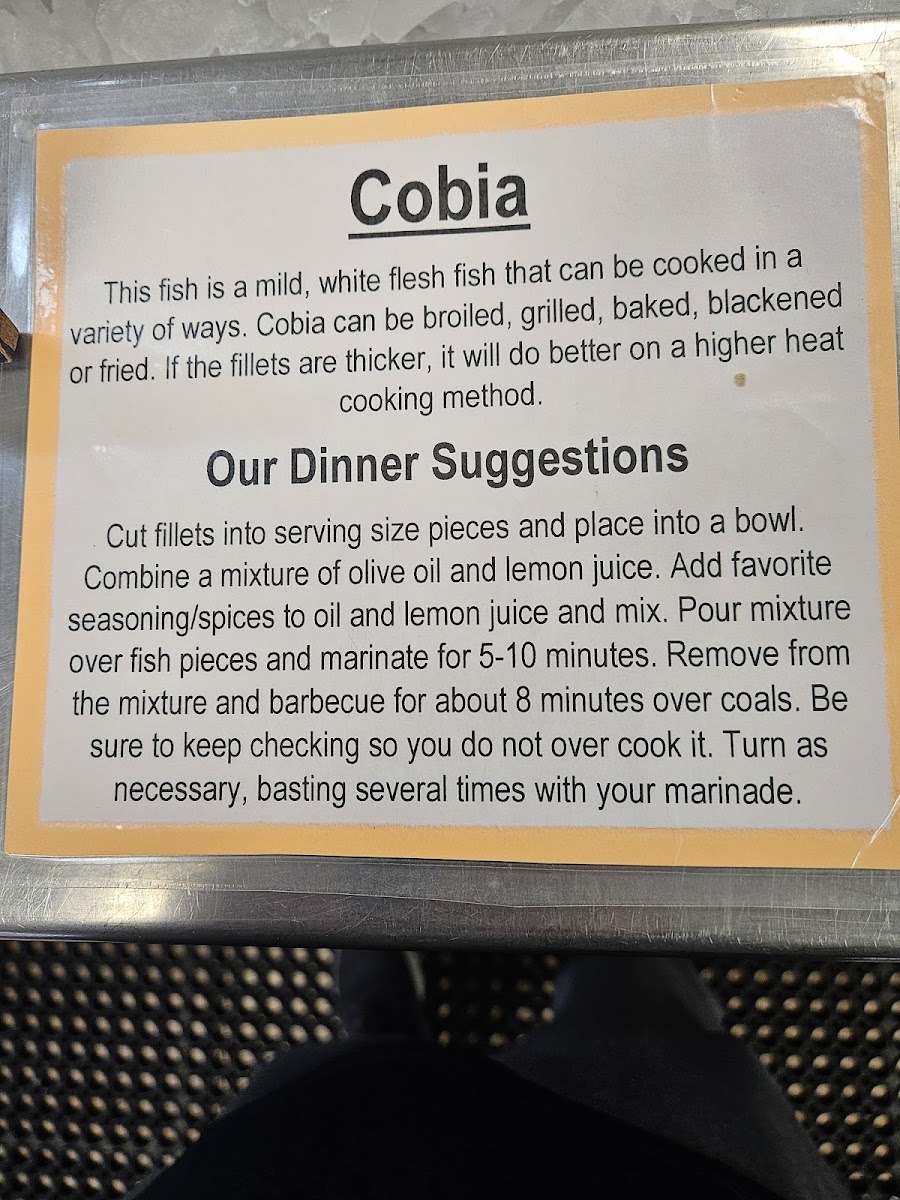 Cobia
This fish is a mild, white flesh fish that can be cooked in a
variety of ways. Cobia can be broiled, grilled, baked, blackened
or fried. If the fillets are thicker, it will do better on a higher heat
cooking method.
Our Dinner Suggestions
Cut fillets into serving size pieces and place into a bowl.
Combine a mixture of olive oil and lemon juice. Add favorite
seasoning/spices to oil and lemon juice and mix. Pour mixture
over fish pieces and marinate for 5-10 minutes. Remove from
the mixture and barbecue for about 8 minutes over coals. Be
sure to keep checking so you do not over cook it. Turn as
necessary, basting several times with your marinade.